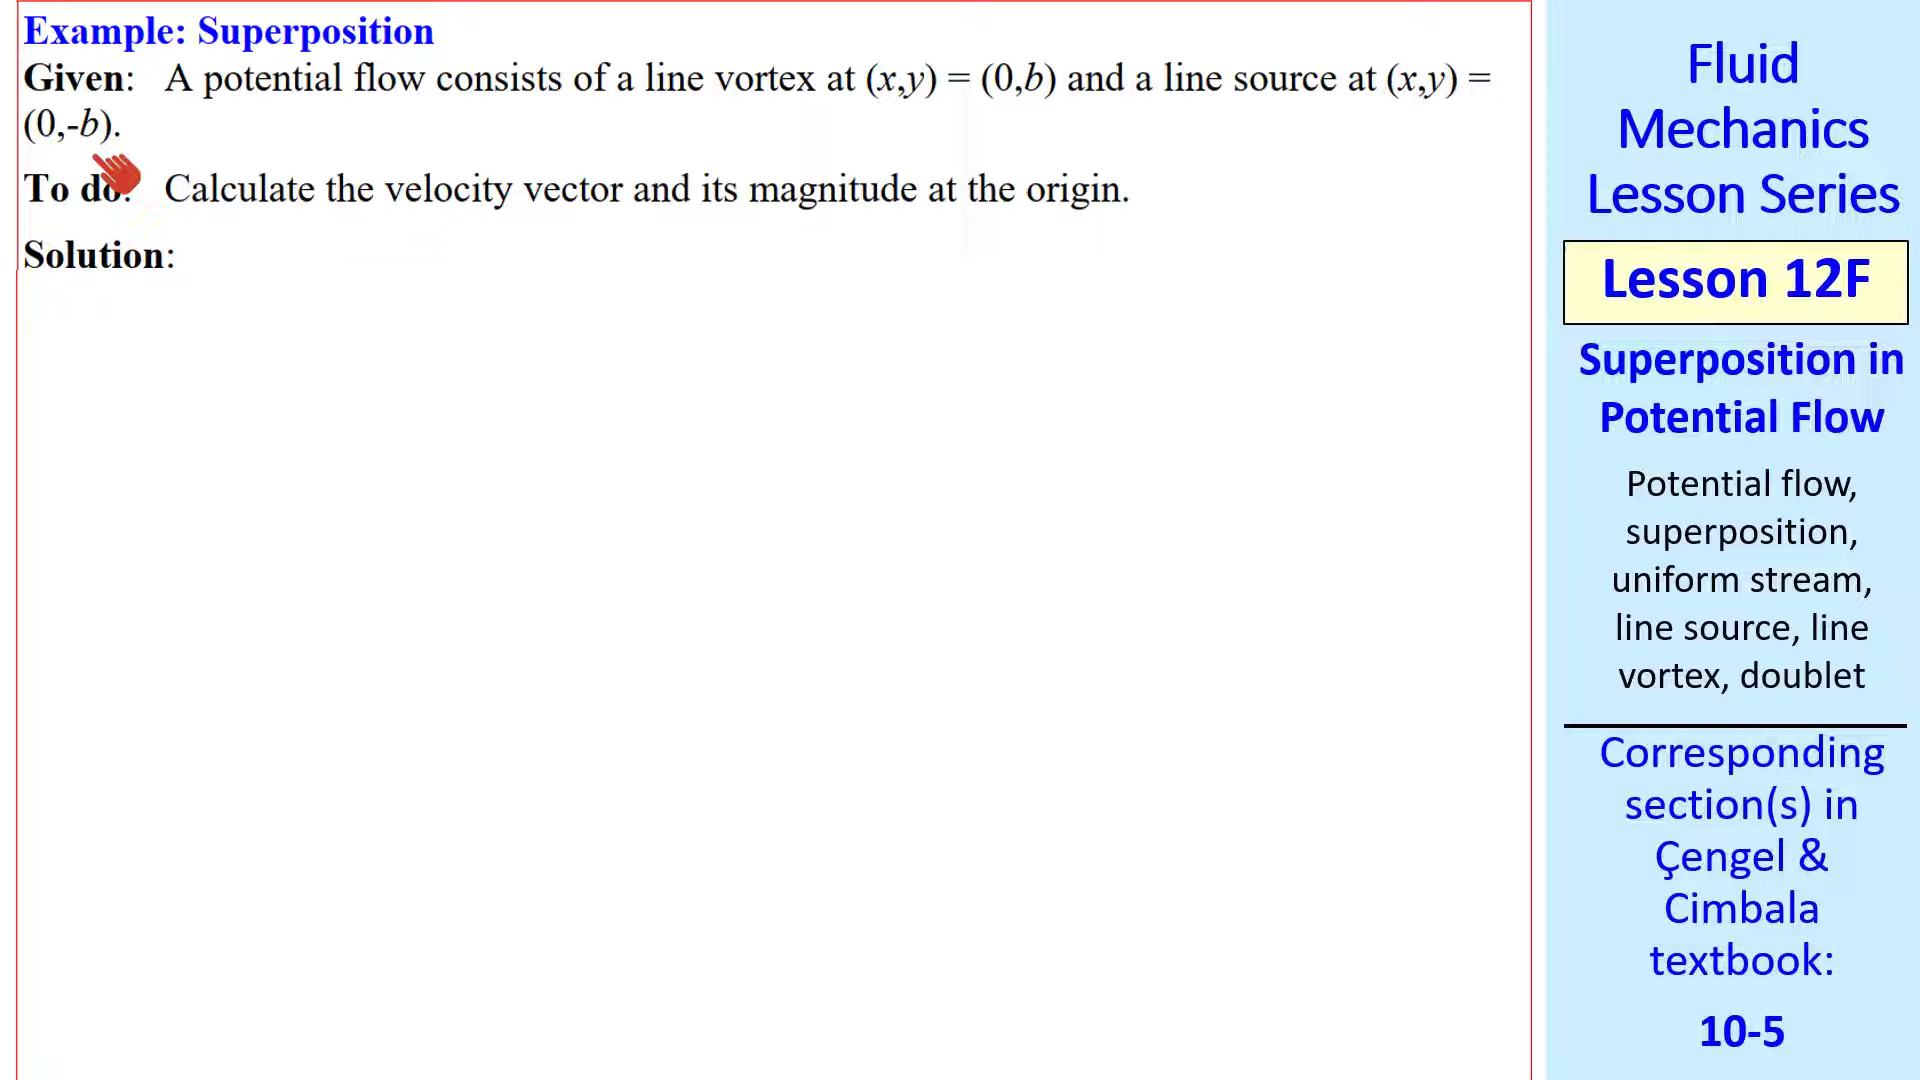 Example: Superposition
Given: A potential flow consists of a line vortex at (x,y) = (0,b) and a line source at (x,y) =
(0,-b).
To do: Calculate the velocity vector and its magnitude at the origin.
Solution:
Fluid
Mechanics
Lesson Series
Lesson 12F
Superposition in
Potential Flow
Potential flow,
superposition,
uniform stream,
line source, line
vortex, doublet
Corresponding
section(s) in
Çengel &
Cimbala
textbook:
10-5